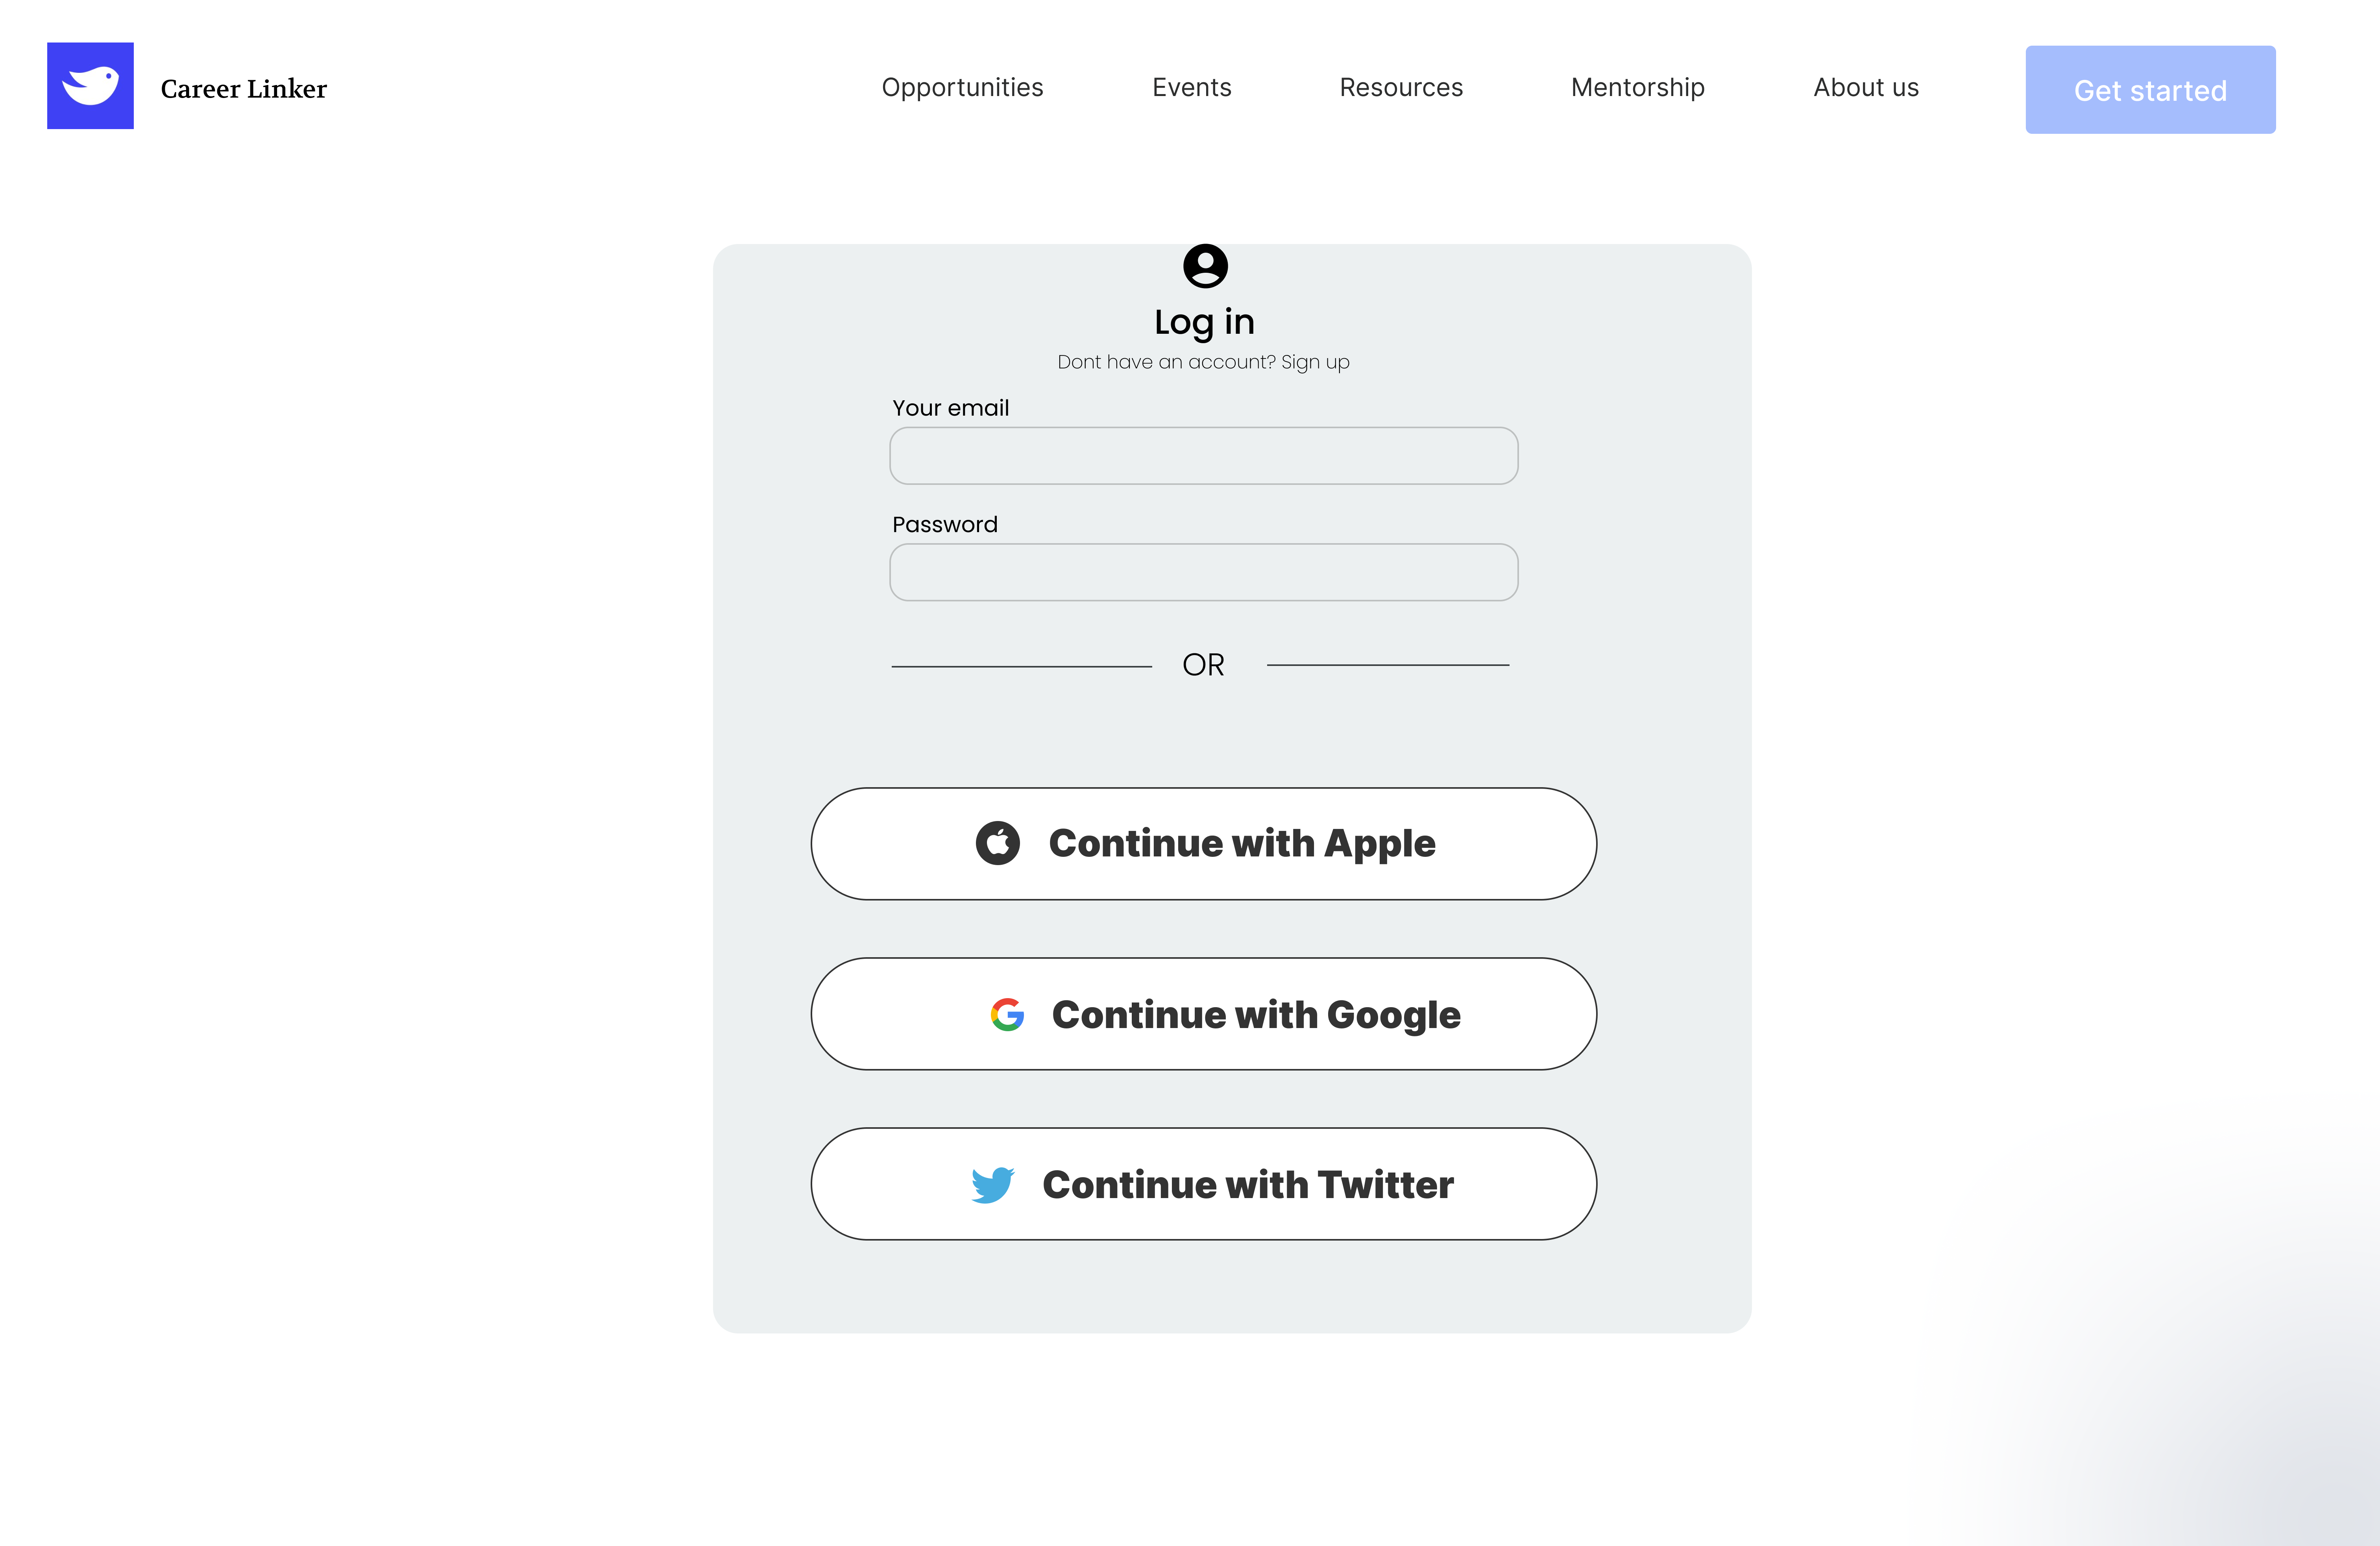 Career Linker
Opportunities
Events
Resources
Mentorship
About us
Get started
Log in
Dont have an account? Sign up
Your email
Password
OR
Continue with Apple
Continue with Google
Continue with Twitter